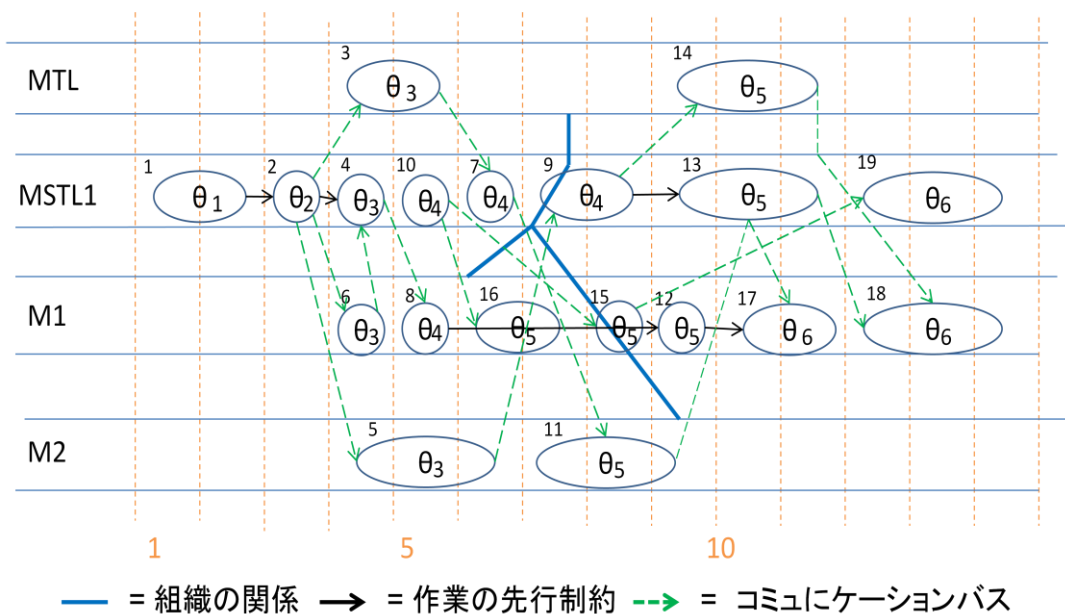 3 14
MTL θ3 θ5
1 2 4 10 7 9 13 19
MSTL1 θ1 θ2 θ3 θ4 θ4 θ4 θ5 θ6
6 8 16 15 12 17 18
M1 θ3 θ4 θ5 θ5 θ5 θ6 θ6
5 11
M2 θ3 θ5
1 5 10
= 組織の関係 = 作業の先行制約 = コミュにケーションバス